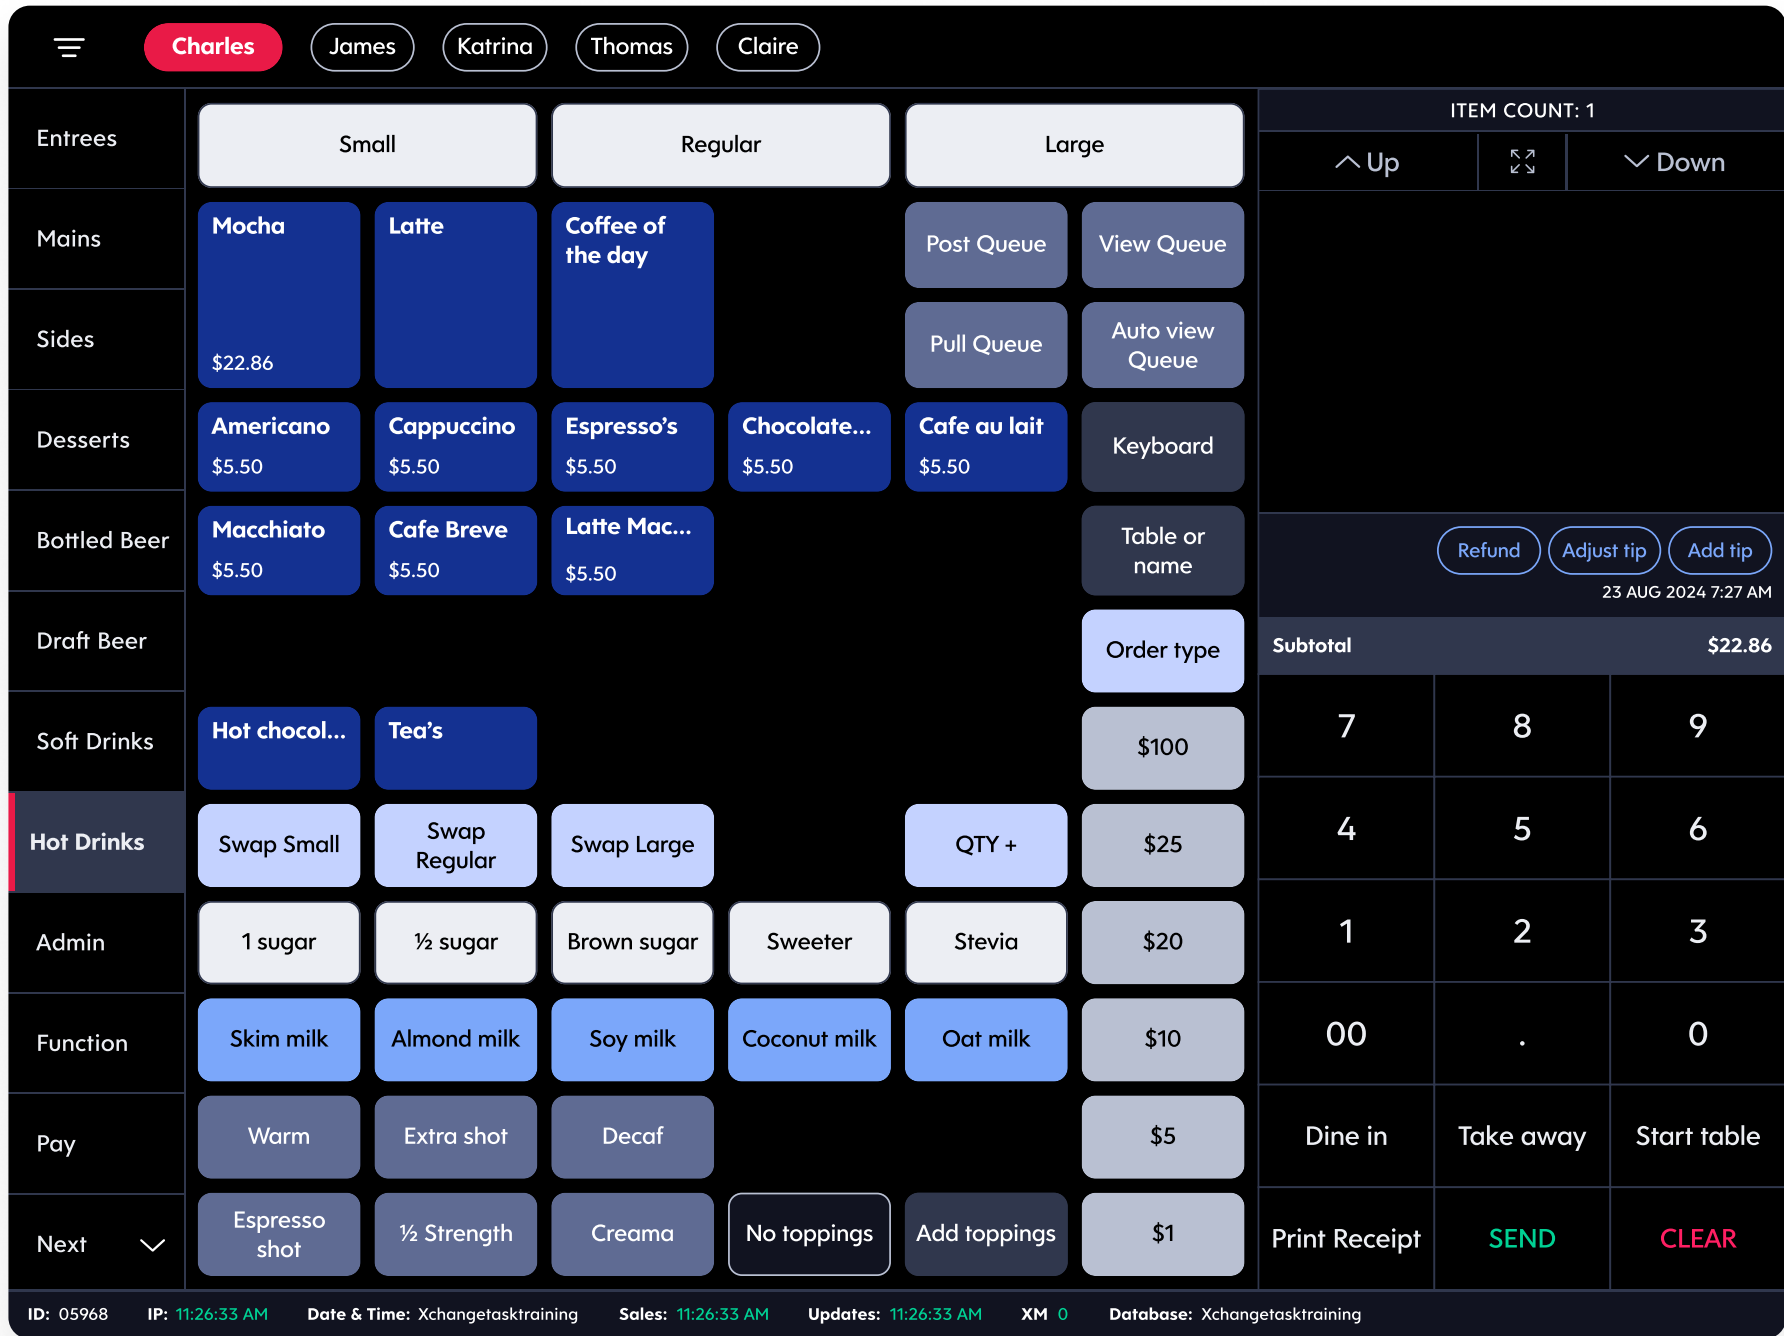 Charles
James
Katrina
Thomas
Claire
Entrees
Mains
Sides
Desserts
Bottled Beer
Draft Beer
Soft Drinks
Hot Drinks
Admin
Function
Pay
Next
Small
Regular
Large
Mocha
$22.86
Latte
Coffee of
the day
Post Queue
View Queue
Pull Queue
Auto view
Queue
Americano
$5.50
Cappuccino
$5.50
Espresso’s
$5.50
Chocolate...
$5.50
Cafe au lait
$5.50
Keyboard
Macchiato
$5.50
Cafe Breve
$5.50
Latte Mac...
$5.50
Table or
name
Order type
Hot chocol...
Tea’s
$100
Swap Small
Swap
Regular
Swap Large
QTY +
$25
1 sugar
½ sugar
Brown sugar
Sweeter
Stevia
$20
Skim milk
Almond milk
Soy milk
Coconut milk
Oat milk
$10
Warm
Extra shot
Decaf
$5
Espresso
shot
½ Strength
Creama
No toppings
Add toppings
$1
ITEM COUNT: 1
Up
Down
Refund
Adjust tip
Add tip
23 AUG 2024 7:27 AM
Subtotal $22.86
7 8 9
4 5 6
1 2 3
00 . 0
Dine in
Take away
Start table
Print Receipt
SEND
CLEAR
ID: 05968 IP: 11:26:33 AM Date & Time: Xchangetasktraining Sales: 11:26:33 AM Updates: 11:26:33 AM XM 0 Database: Xchangetasktraining